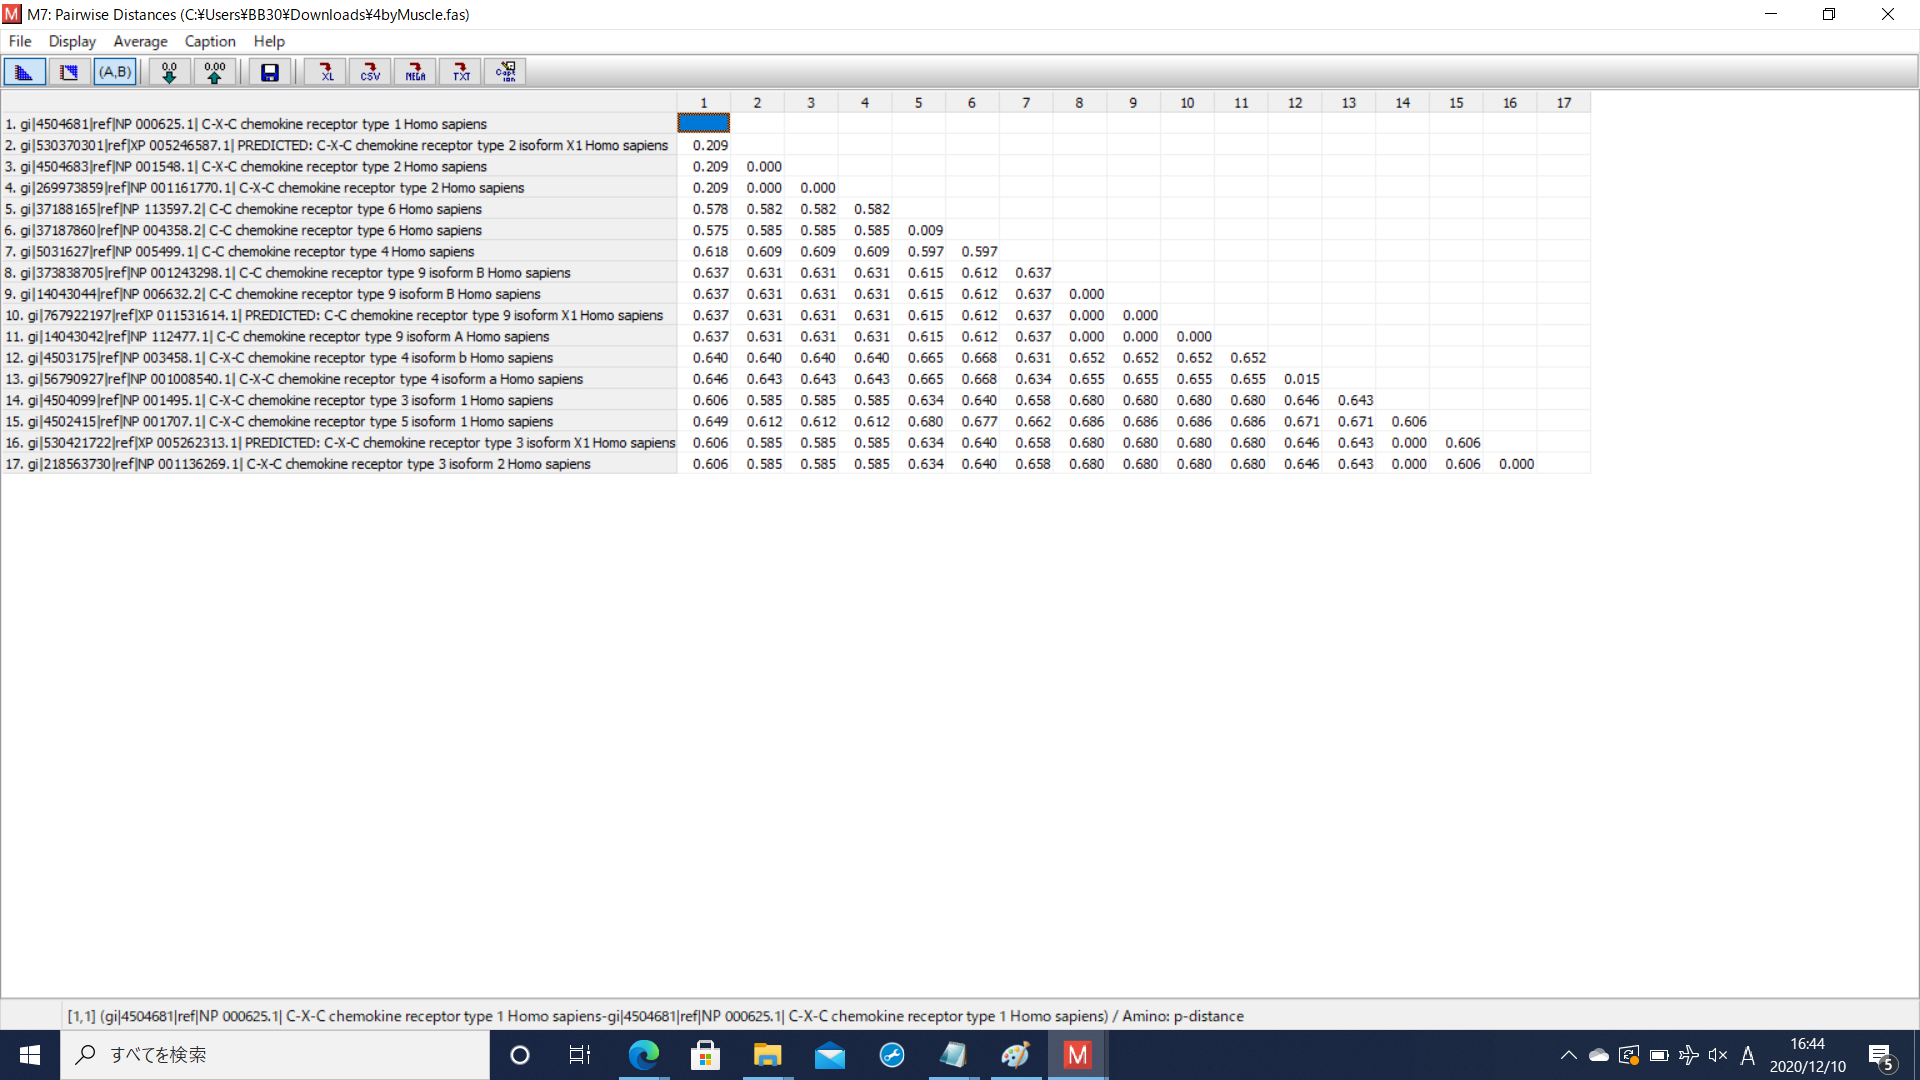 M7: Pairwise Distances (C:¥Users¥BB30¥Downloads¥4byMuscle.fas)
File Display Average Caption Help
(A,B) 0.0 0.00 XL CSV MEGA TXT Capt ion
1 2 3 4 5 6 7 8 9 10 11 12 13 14 15 16 17
1. gi|4504681|ref|NP 000625.1| C-X-C chemokine receptor type 1 Homo sapiens
2. gi|530370301|ref|XP 005246587.1| PREDICTED: C-X-C chemokine receptor type 2 isoform X1 Homo sapiens 0.209
3. gi|4504683|ref|NP 001548.1| C-X-C chemokine receptor type 2 Homo sapiens 0.209 0.000
4. gi|269973859|ref|NP 001161770.1| C-X-C chemokine receptor type 2 Homo sapiens 0.209 0.000 0.000
5. gi|37188165|ref|NP 113597.2| C-C chemokine receptor type 6 Homo sapiens 0.578 0.582 0.582 0.582
6. gi|37187860|ref|NP 004358.2| C-C chemokine receptor type 6 Homo sapiens 0.575 0.585 0.585 0.585 0.009
7. gi|5031627|ref|NP 005499.1| C-C chemokine receptor type 4 Homo sapiens 0.618 0.609 0.609 0.609 0.597 0.597
8. gi|373838705|ref|NP 001243298.1| C-C chemokine receptor type 9 isoform B Homo sapiens 0.637 0.631 0.631 0.631 0.615 0.612 0.637
9. gi|14043044|ref|NP 006632.2| C-C chemokine receptor type 9 isoform B Homo sapiens 0.637 0.631 0.631 0.631 0.615 0.612 0.637 0.000
10. gi|767922197|ref|XP 011531614.1| PREDICTED: C-C chemokine receptor type 9 isoform X1 Homo sapiens 0.637 0.631 0.631 0.631 0.615 0.612 0.637 0.000 0.000
11. gi|14043042|ref|NP 112477.1| C-C chemokine receptor type 9 isoform A Homo sapiens 0.637 0.631 0.631 0.631 0.615 0.612 0.637 0.000 0.000 0.000
12. gi|4503175|ref|NP 003458.1| C-X-C chemokine receptor type 4 isoform b Homo sapiens 0.640 0.640 0.640 0.640 0.665 0.668 0.631 0.652 0.652 0.652 0.652
13. gi|56790927|ref|NP 001008540.1| C-X-C chemokine receptor type 4 isoform a Homo sapiens 0.646 0.643 0.643 0.643 0.665 0.668 0.634 0.655 0.655 0.655 0.655 0.015
14. gi|4504099|ref|NP 001495.1| C-X-C chemokine receptor type 3 isoform 1 Homo sapiens 0.606 0.585 0.585 0.585 0.634 0.640 0.658 0.680 0.680 0.680 0.680 0.646 0.643
15. gi|4502415|ref|NP 001707.1| C-X-C chemokine receptor type 5 isoform 1 Homo sapiens 0.649 0.612 0.612 0.612 0.680 0.677 0.662 0.686 0.686 0.686 0.686 0.671 0.671 0.606
16. gi|530421722|ref|XP 005262313.1| PREDICTED: C-X-C chemokine receptor type 3 isoform X1 Homo sapiens 0.606 0.585 0.585 0.585 0.634 0.640 0.658 0.680 0.680 0.680 0.680 0.646 0.643 0.000 0.606
17. gi|218563730|ref|NP 001136269.1| C-X-C chemokine receptor type 3 isoform 2 Homo sapiens 0.606 0.585 0.585 0.585 0.634 0.640 0.658 0.680 0.680 0.680 0.680 0.646 0.643 0.000 0.606 0.000
[1,1] (gi|4504681|ref|NP 000625.1| C-X-C chemokine receptor type 1 Homo sapiens-gi|4504681|ref|NP 000625.1| C-X-C chemokine receptor type 1 Homo sapiens) / Amino: p-distance
すべてを検索
M
A
16:44
2020/12/10
5